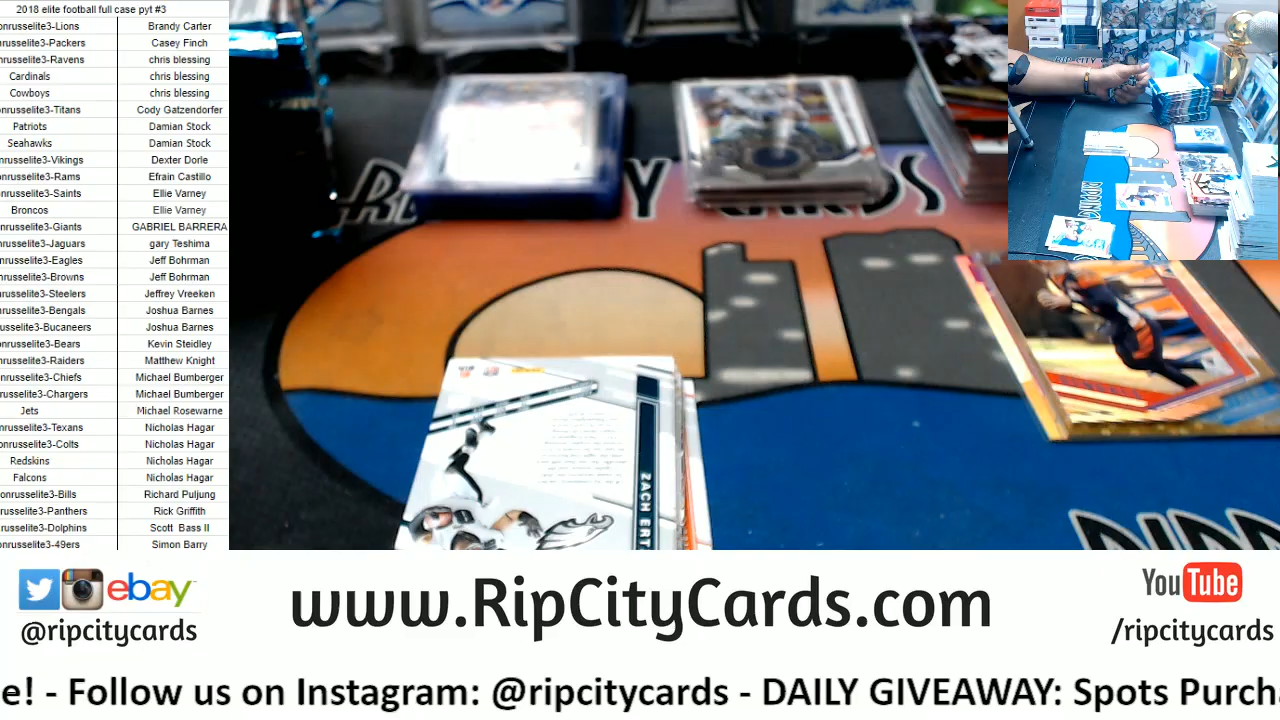 2018 elite football full case pyt #3
onrusselite3-Lions Brandy Carter
nrusselite3-Packers Casey Finch
nrusselite3-Ravens chris blessing
Cardinals chris blessing
Cowboys chris blessing
onrusselite3-Titans Cody Gatzendorfer
Patriots Damian Stock
Seahawks Damian Stock
nrusselite3-Vikings Dexter Dorle
onrusselite3-Rams Efrain Castillo
nrusselite3-Saints Ellie Varney
Broncos Ellie Varney
onrusselite3-Giants GABRIEL BARRERA
nrusselite3-Jaguars gary Teshima
nrusselite3-Eagles Jeff Bohrman
nrusselite3-Browns Jeff Bohrman
nrusselite3-Steelers Jeffrey Vreeken
nrusselite3-Bengals Joshua Barnes
russelite3-Bucaneers Joshua Barnes
onrusselite3-Bears Kevin Steidley
nrusselite3-Raiders Matthew Knight
nrusselite3-Chiefs Michael Bumberger
nrusselite3-Chargers Michael Bumberger
Jets Michael Rosewarne
nrusselite3-Texans Nicholas Hagar
onrusselite3-Colts Nicholas Hagar
Redskins Nicholas Hagar
Falcons Nicholas Hagar
onrusselite3-Bills Richard Puljung
nrusselite3-Panthers Rick Griffith
russelite3-Dolphins Scott Bass II
onrusselite3-49ers Simon Barry
Y CARDS
ZACH ERT
ebay
@ripcitycards
www.RipCityCards.com
YouTube
/ripcitycards
e! - Follow us on Instagram: @ripcitycards - DAILY GIVEAWAY: Spots Purcha